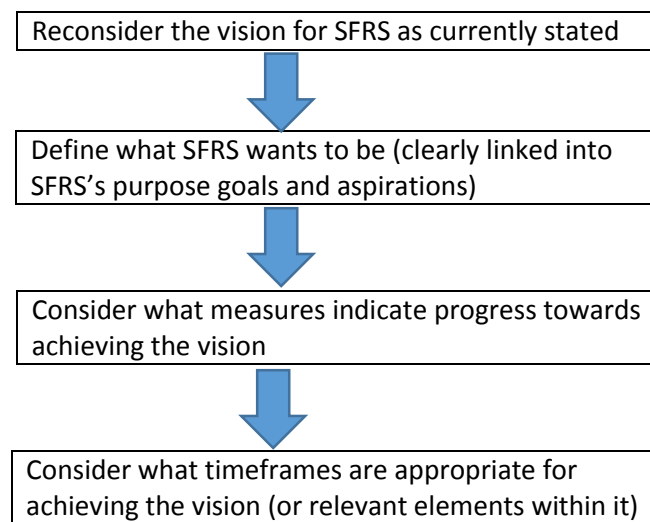 Reconsider the vision for SFRS as currently stated
Define what SFRS wants to be (clearly linked into
SFRS’s purpose goals and aspirations)
Consider what measures indicate progress towards
achieving the vision
Consider what timeframes are appropriate for
achieving the vision (or relevant elements within it)